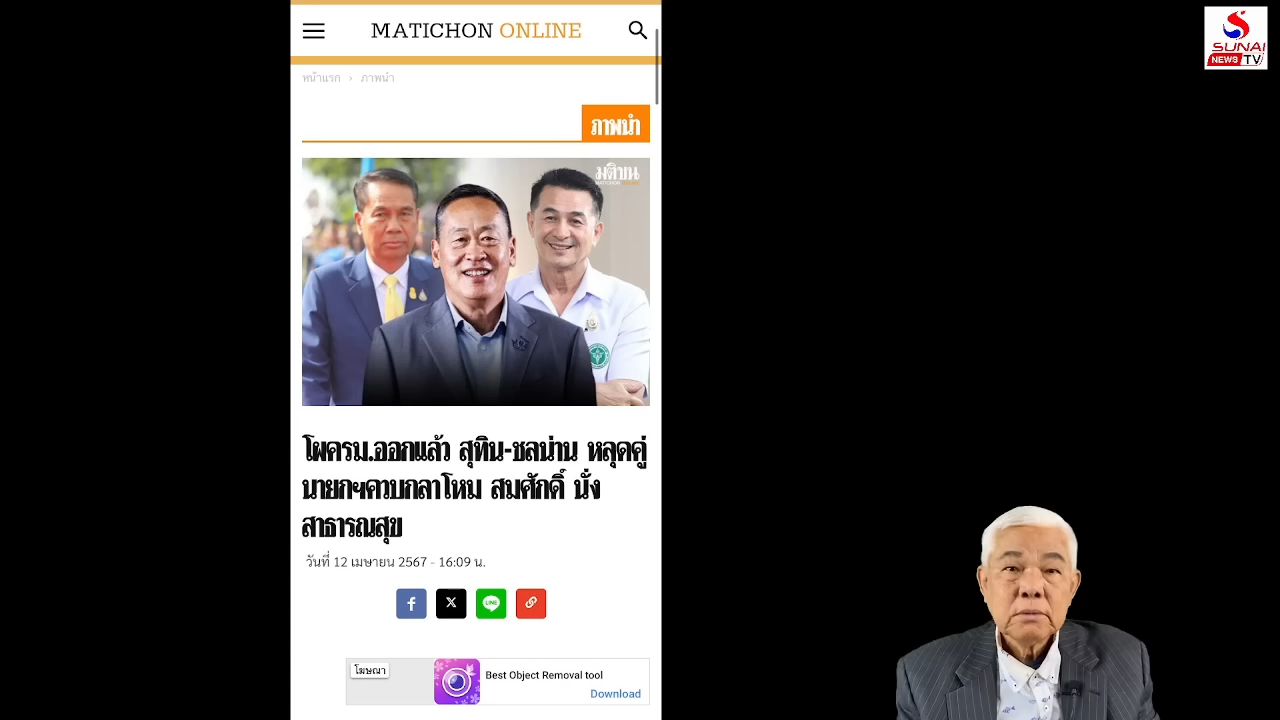 MATICHON ONLINE
SUNAI
NEWS TV
หน้าแรก › ภาพนำ
ภาพนำ
มติชน
MATICHON ONLINE
โผครม.ออกแล้ว สุทิน-ชลน่าน หลุดคู่
นายกฯควบกลาโหม สมศักดิ์ นั่ง
สาธารณสุข
วันที่ 12 เมษายน 2567 - 16:09 น.
LINE
โฆษณา
Best Object Removal tool
Download